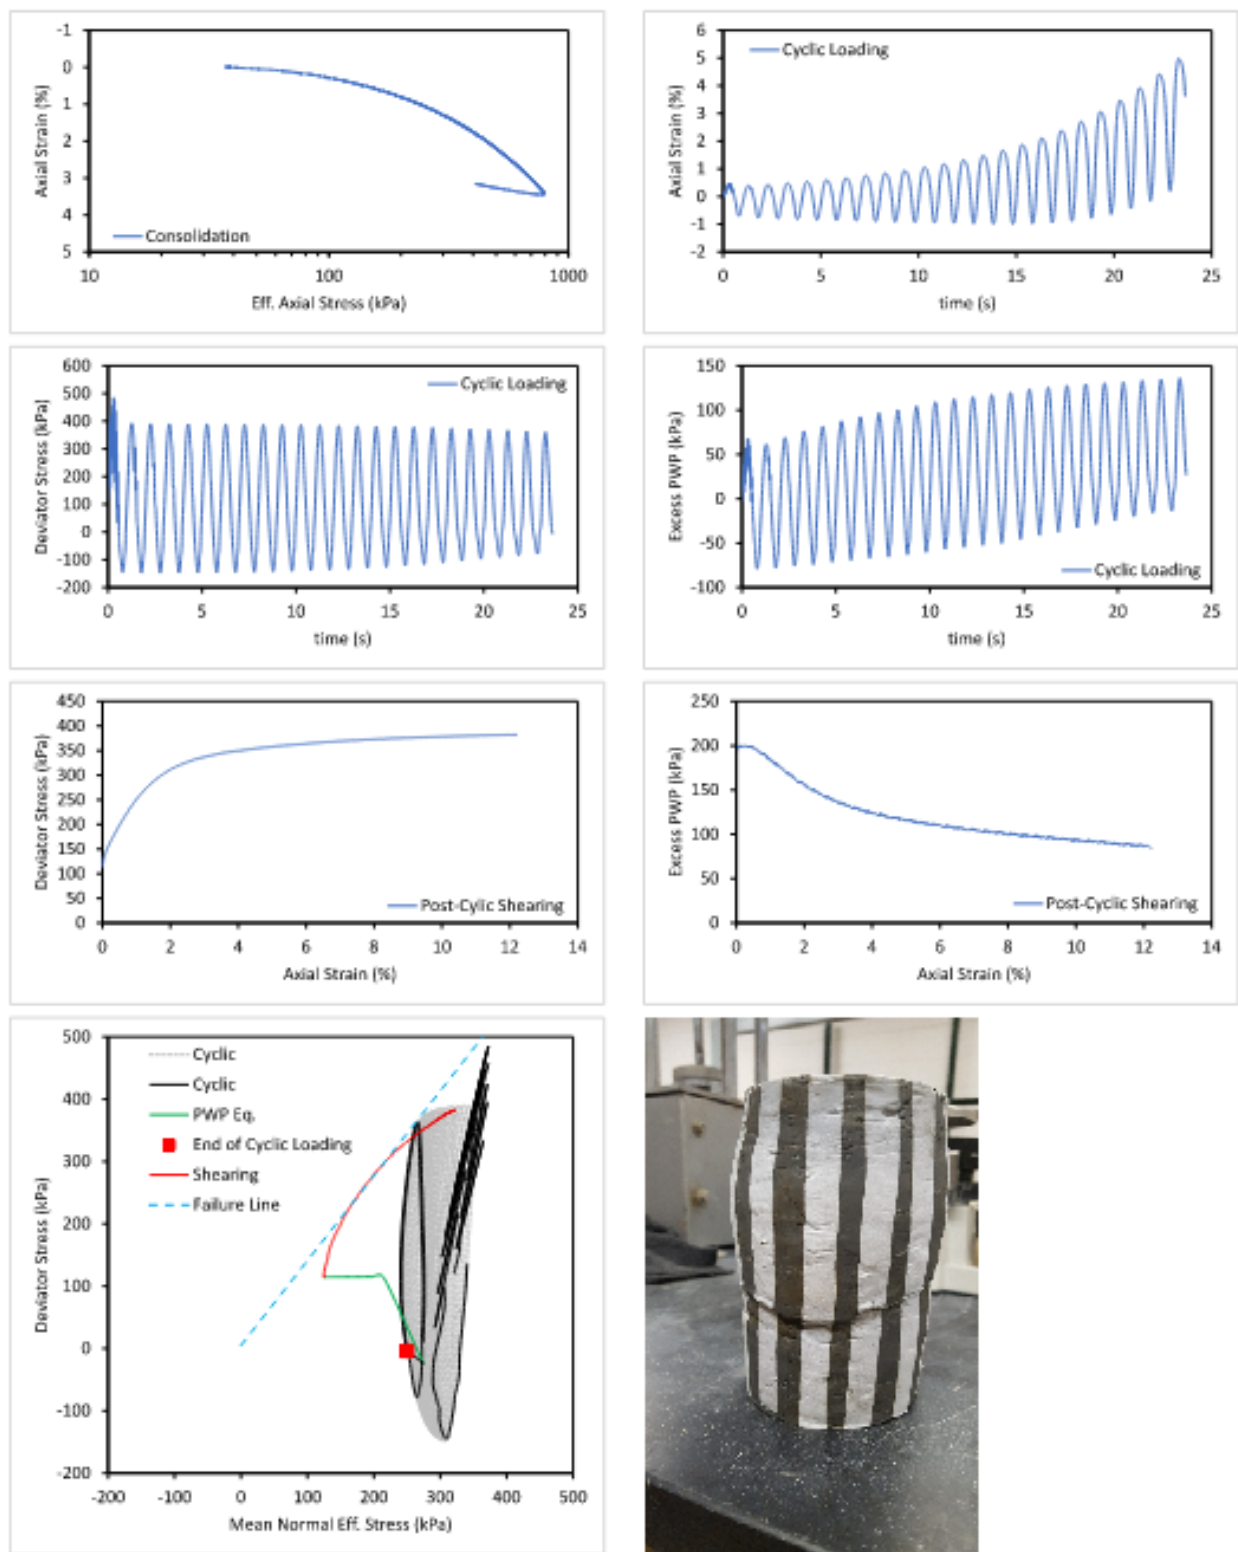 -1
0
1
2
3
4
5
Axial Strain (%)
Consolidation
10 100 1000
Eff. Axial Stress (kPa)
6
5
4
3
2
1
0
-1
-2
Axial Strain (%)
Cyclic Loading
0 5 10 15 20 25
time (s)
600
500
400
300
200
100
0
-100
-200
Deviator Stress (kPa)
Cyclic Loading
0 5 10 15 20 25
time (s)
150
100
50
0
-50
-100
Excess PWP (kPa)
Cyclic Loading
0 5 10 15 20 25
time (s)
450
400
350
300
250
200
150
100
50
0
Deviator Stress (kPa)
Post-Cylic Shearing
0 2 4 6 8 10 12 14
Axial Strain (%)
250
200
150
100
50
0
Excess PWP (kPa)
Post-Cyclic Shearing
0 2 4 6 8 10 12 14
Axial Strain (%)
500
400
300
200
100
0
-100
-200
Deviator Stress (kPa)
Cyclic
Cyclic
PWP Eq.
End of Cyclic Loading
Shearing
Failure Line
-200 -100 0 100 200 300 400 500
Mean Normal Eff. Stress (kPa)